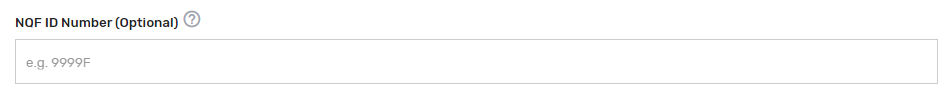 NQF ID Number (Optional) ?
e.g. 9999F